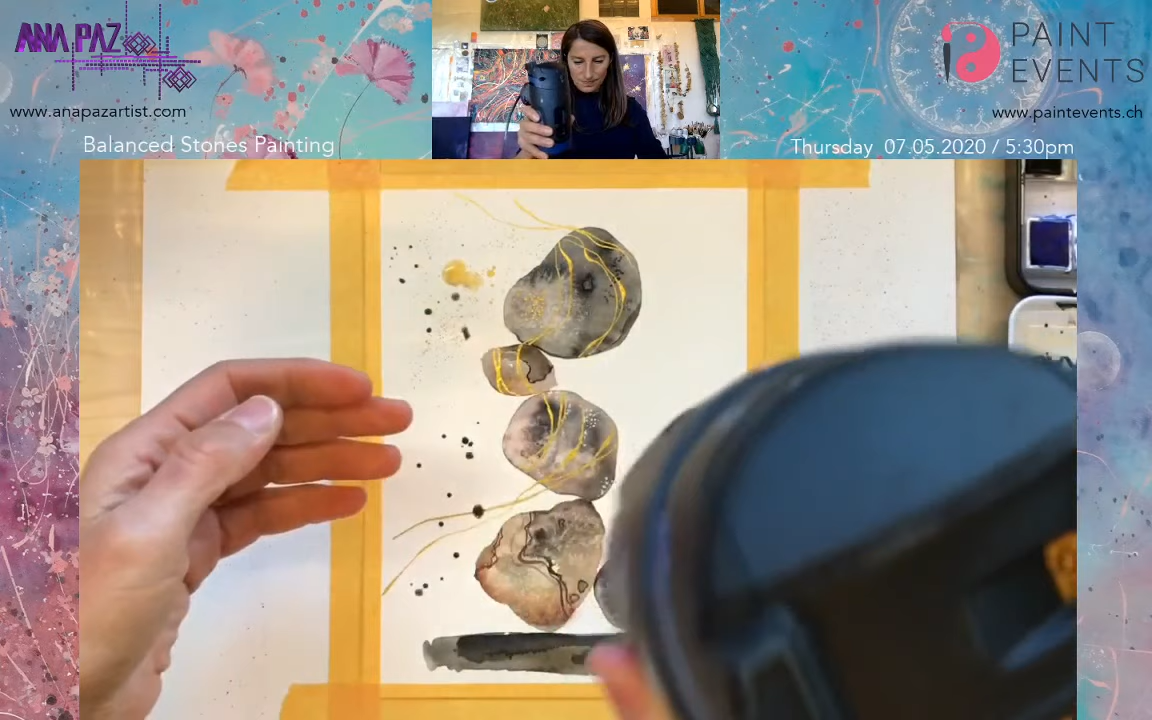 ANA PAZ
PAINT
EVENTS
www.anapazartist.com
www.paintevents.ch
Balanced Stones Painting
Thursday 07.05.2020 / 5:30pm